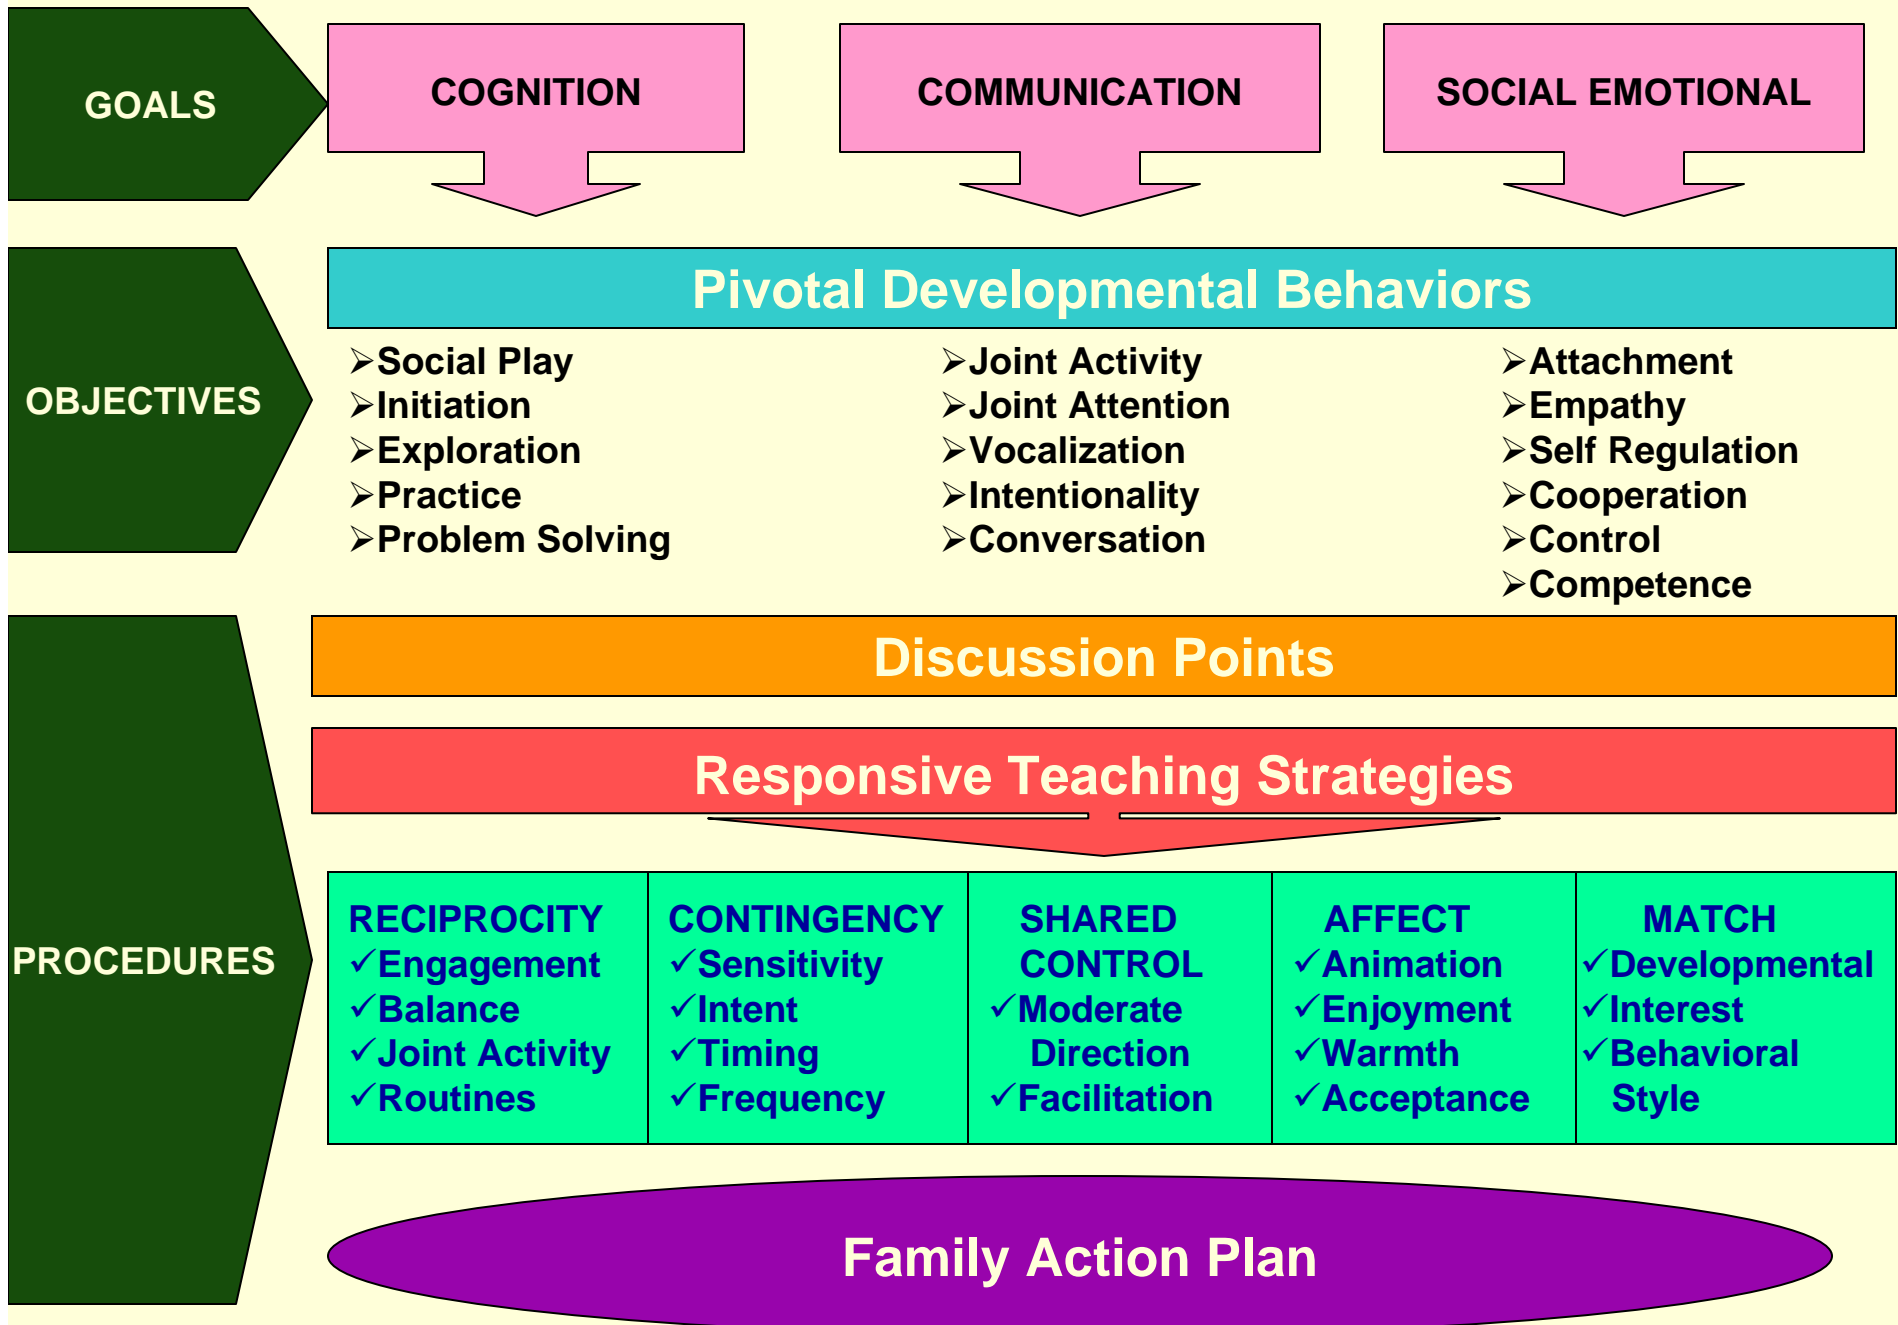 GOALS
COGNITION
COMMUNICATION
SOCIAL EMOTIONAL
OBJECTIVES
Pivotal Developmental Behaviors
➢Social Play
➢Initiation
➢Exploration
➢Practice
➢Problem Solving
➢Joint Activity
➢Joint Attention
➢Vocalization
➢Intentionality
➢Conversation
➢Attachment
➢Empathy
➢Self Regulation
➢Cooperation
➢Control
➢Competence
PROCEDURES
Discussion Points
Responsive Teaching Strategies
RECIPROCITY
✓Engagement
✓Balance
✓Joint Activity
✓Routines
CONTINGENCY
✓Sensitivity
✓Intent
✓Timing
✓Frequency
SHARED
CONTROL
✓Moderate
Direction
✓Facilitation
AFFECT
✓Animation
✓Enjoyment
✓Warmth
✓Acceptance
MATCH
✓Developmental
✓Interest
✓Behavioral
Style
Family Action Plan